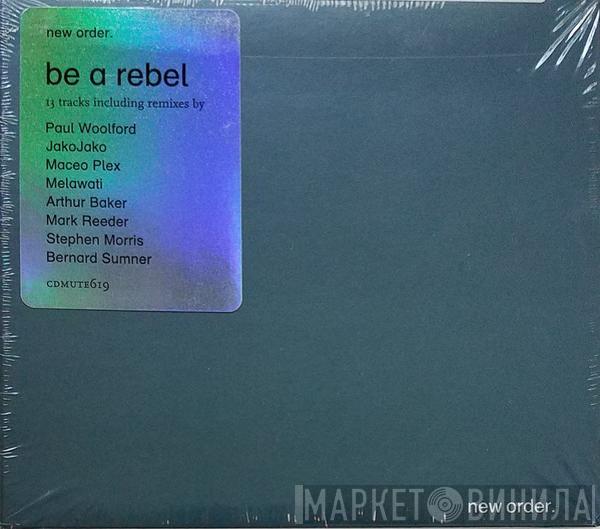 new order.
be a rebel
13 tracks including remixes by
Paul Woolford
JakoJako
Maceo Plex
Melawati
Arthur Baker
Mark Reeder
Stephen Morris
Bernard Sumner
CDMUTE619
new order.
МАРКЕТ ВИНИЛА